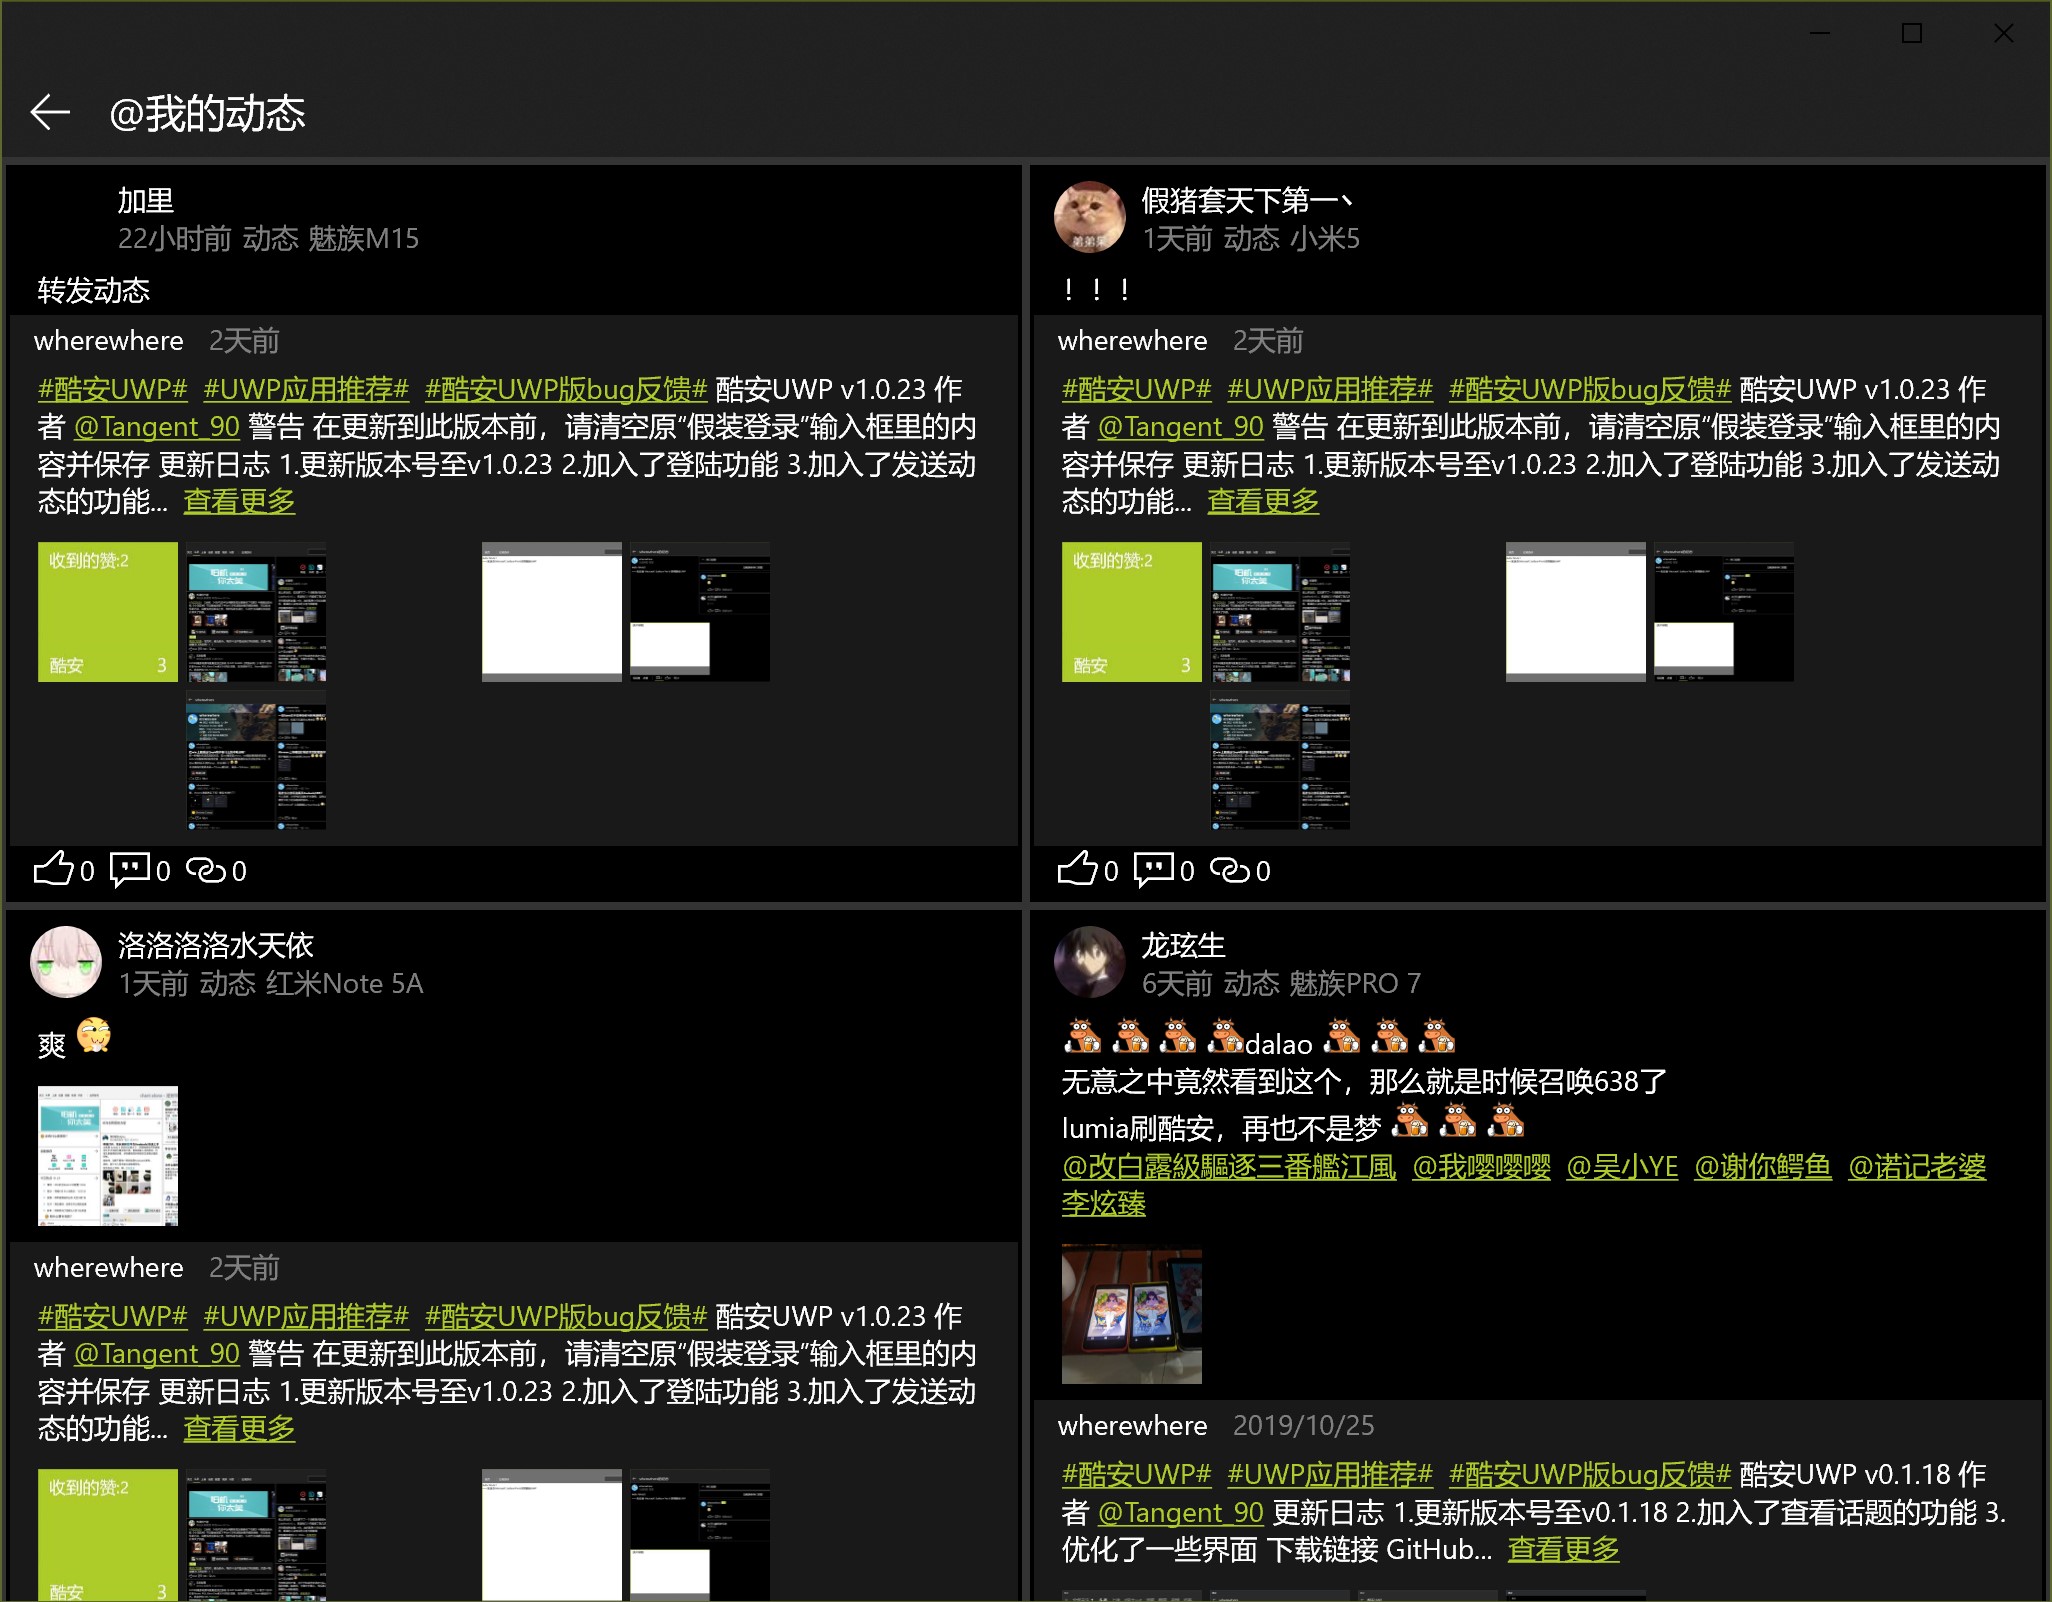 @我的动态
加里
22小时前 动态 魅族M15
转发动态
wherewhere 2天前
#酷安UWP# #UWP应用推荐# #酷安UWP版bug反馈# 酷安UWP v1.0.23 作
者 @Tangent_90 警告 在更新到此版本前，请清空原“假装登录”输入框里的内
容并保存 更新日志 1.更新版本号至v1.0.23 2.加入了登陆功能 3.加入了发送动
态的功能... 查看更多
收到的赞:2
酷安 3
0 0 0
假猪套天下第一丶
1天前 动态 小米5
！！！
wherewhere 2天前
#酷安UWP# #UWP应用推荐# #酷安UWP版bug反馈# 酷安UWP v1.0.23 作
者 @Tangent_90 警告 在更新到此版本前，请清空原“假装登录”输入框里的内
容并保存 更新日志 1.更新版本号至v1.0.23 2.加入了登陆功能 3.加入了发送动
态的功能... 查看更多
收到的赞:2
酷安 3
0 0 0
洛洛洛洛水天依
1天前 动态 红米Note 5A
爽
wherewhere 2天前
#酷安UWP# #UWP应用推荐# #酷安UWP版bug反馈# 酷安UWP v1.0.23 作
者 @Tangent_90 警告 在更新到此版本前，请清空原“假装登录”输入框里的内
容并保存 更新日志 1.更新版本号至v1.0.23 2.加入了登陆功能 3.加入了发送动
态的功能... 查看更多
收到的赞:2
酷安 3
龙玹生
6天前 动态 魅族PRO 7
dalao
无意之中竟然看到这个，那么就是时候召唤638了
lumia刷酷安，再也不是梦
@改白露級驅逐三番艦江風 @我嘤嘤嘤 @吴小YE @谢你鳄鱼 @诺记老婆
李炫臻
wherewhere 2019/10/25
#酷安UWP# #UWP应用推荐# #酷安UWP版bug反馈# 酷安UWP v0.1.18 作
者 @Tangent_90 更新日志 1.更新版本号至v0.1.18 2.加入了查看话题的功能 3.
优化了一些界面 下载链接 GitHub... 查看更多